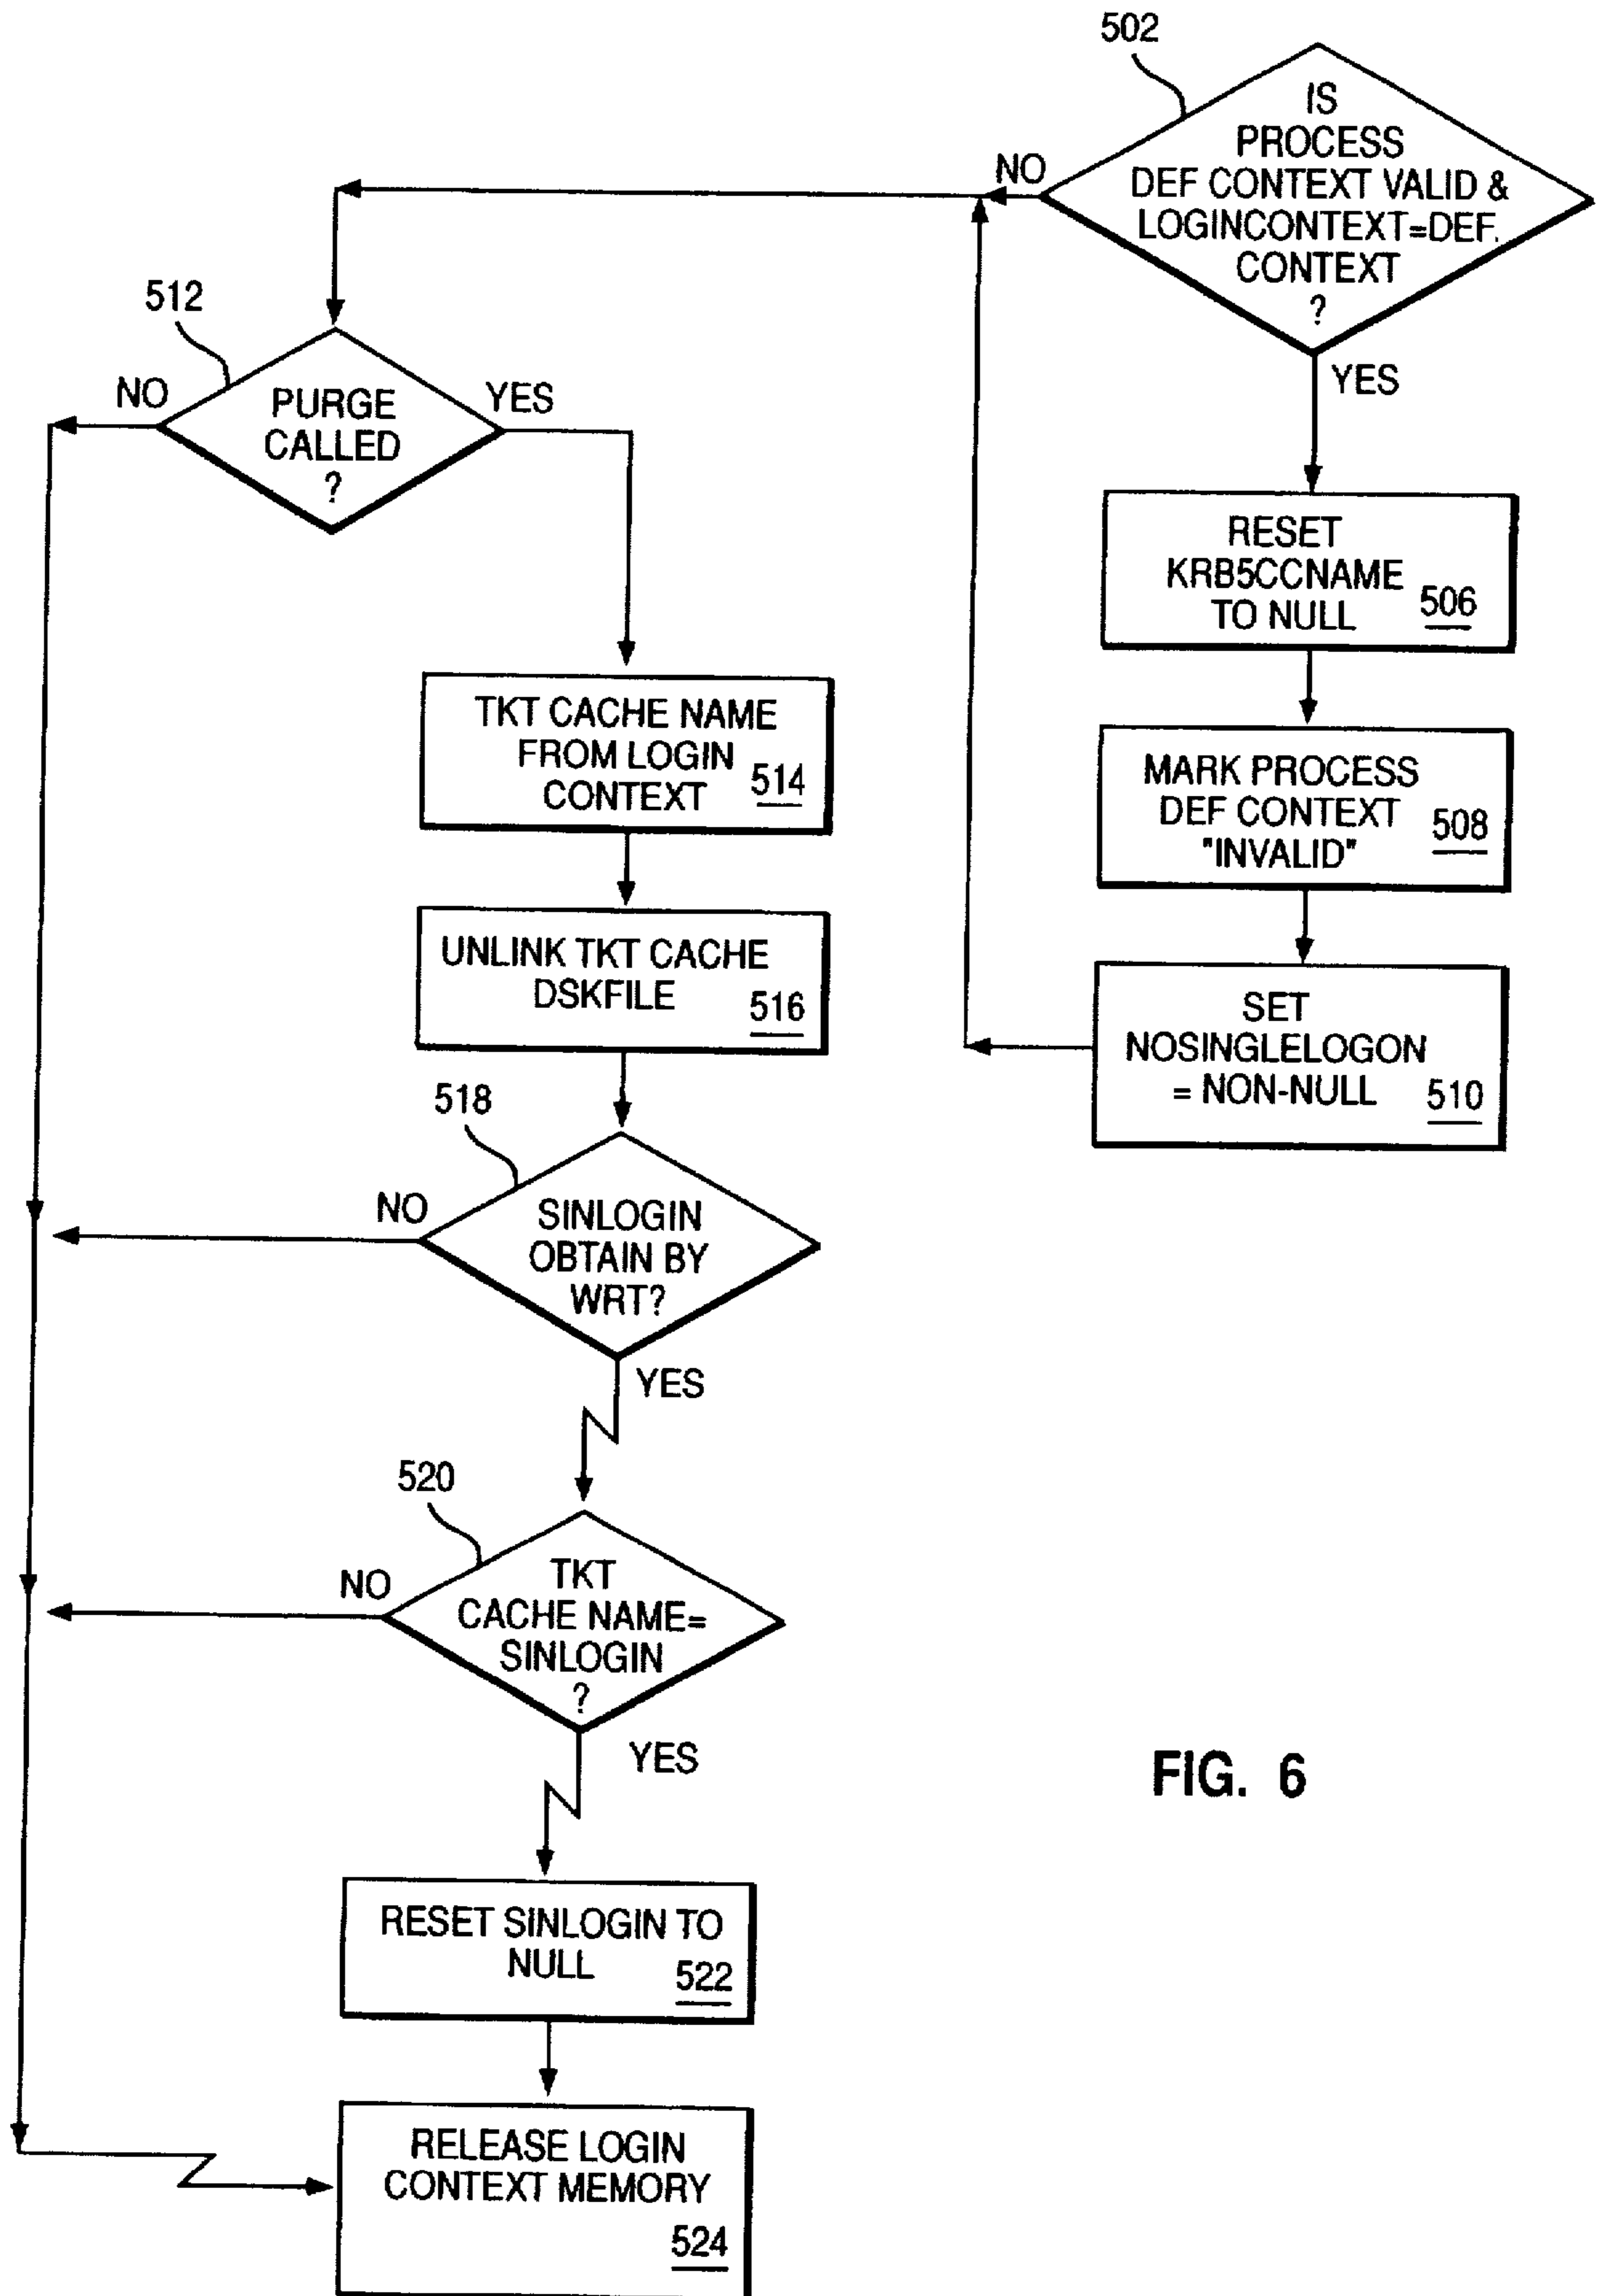 502
IS
PROCESS
DEF CONTEXT VALID &
LOGINCONTEXT=DEF.
CONTEXT
?
NO
YES
512
NO
PURGE
CALLED
?
YES
RESET
KRB5CCNAME
TO NULL 506
TKT CACHE NAME
FROM LOGIN
CONTEXT 514
MARK PROCESS
DEF CONTEXT
"INVALID" 508
UNLINK TKT CACHE
DSKFILE 516
SET
NOSINGLELOGON
= NON-NULL 510
518
NO
SINLOGIN
OBTAIN BY
WRT?
YES
520
NO
TKT
CACHE NAME=
SINLOGIN
?
YES
FIG. 6
RESET SINLOGIN TO
NULL 522
RELEASE LOGIN
CONTEXT MEMORY
524